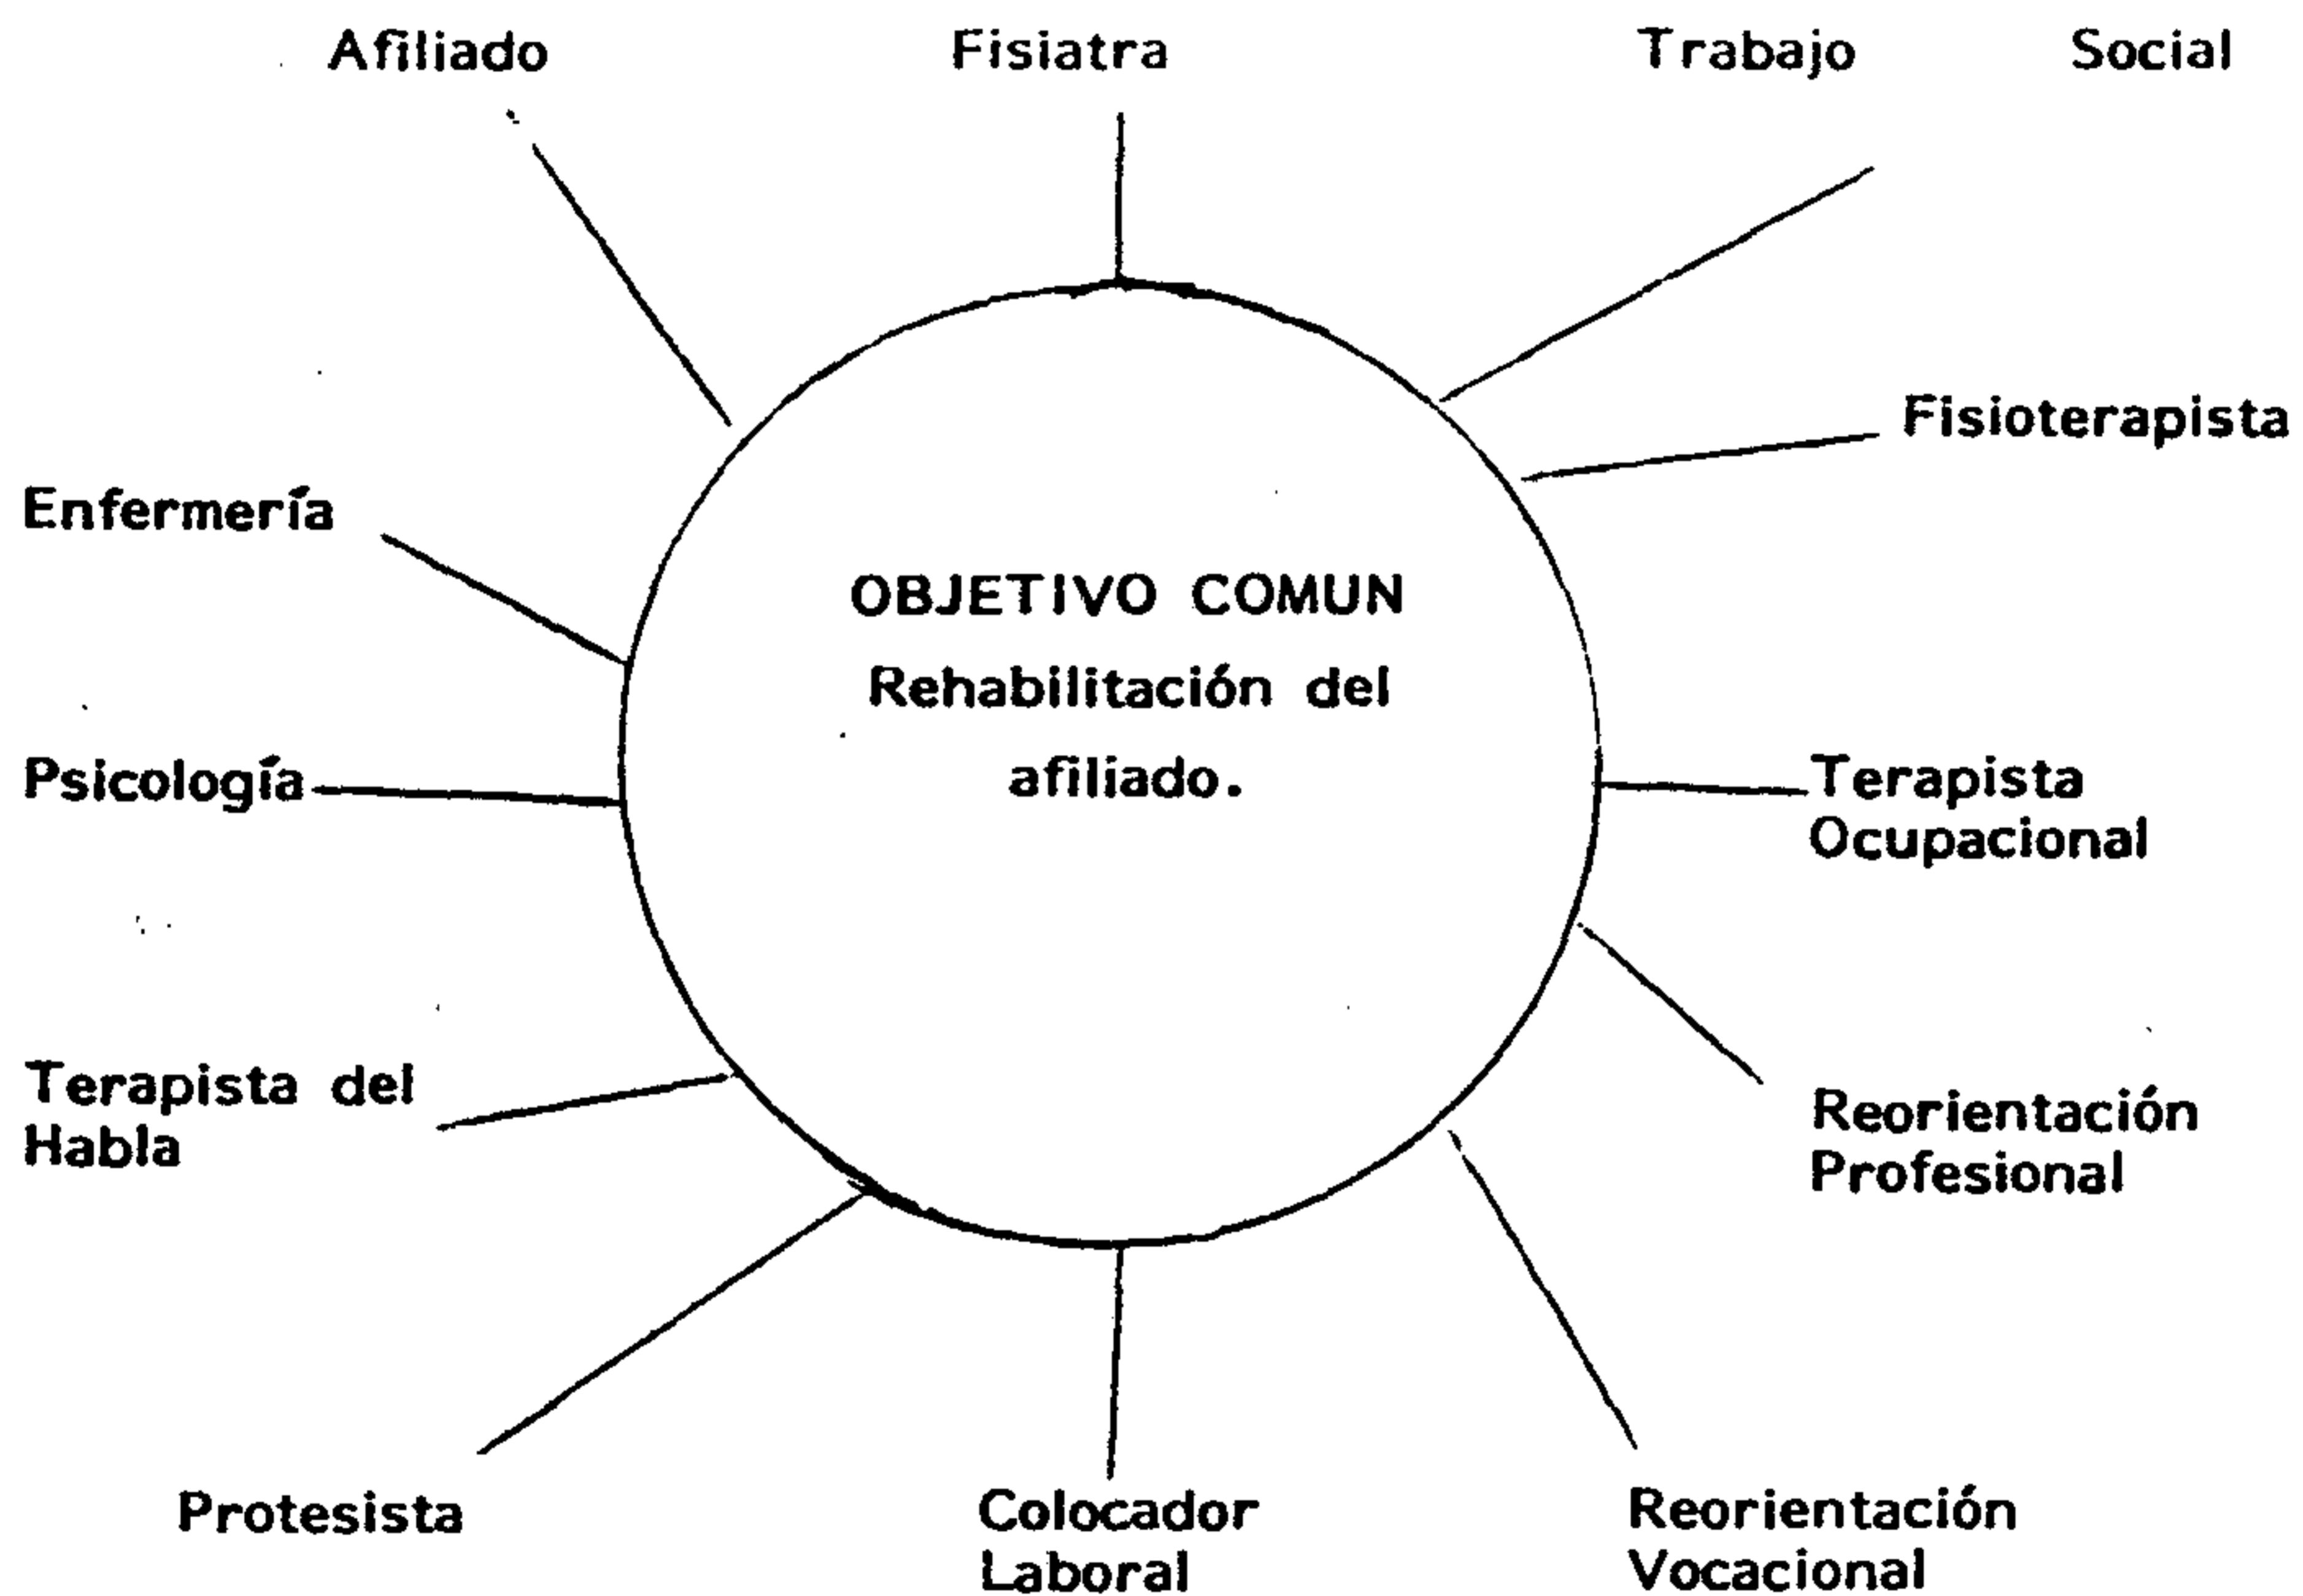 Afiliado Fisiatra Trabajo Social
Fisioterapista
Enfermería
OBJETIVO COMUN
Rehabilitación del
afiliado.
Psicología
Terapista
Ocupacional
Terapista del
Habla
Reorientación
Profesional
Protesista
Colocador
Laboral
Reorientación
Vocacional